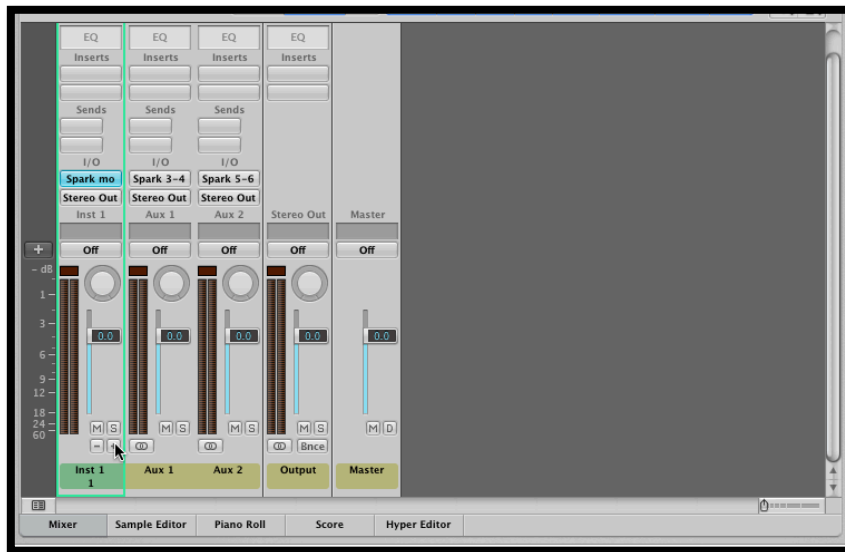 EQ EQ EQ EQ
Inserts Inserts Inserts Inserts
Sends Sends Sends
I/O I/O I/O
Spark mo Spark 3-4 Spark 5-6
Stereo Out Stereo Out Stereo Out
Inst 1 Aux 1 Aux 2 Stereo Out Master
+ Off Off Off Off Off
- dB
1
3 0.0 0.0 0.0 0.0 0.0
6
9
12
18
24 M S M S M S M S M D
60
- + Bnce
Inst 1 Aux 1 Aux 2 Output Master
1
Mixer Sample Editor Piano Roll Score Hyper Editor